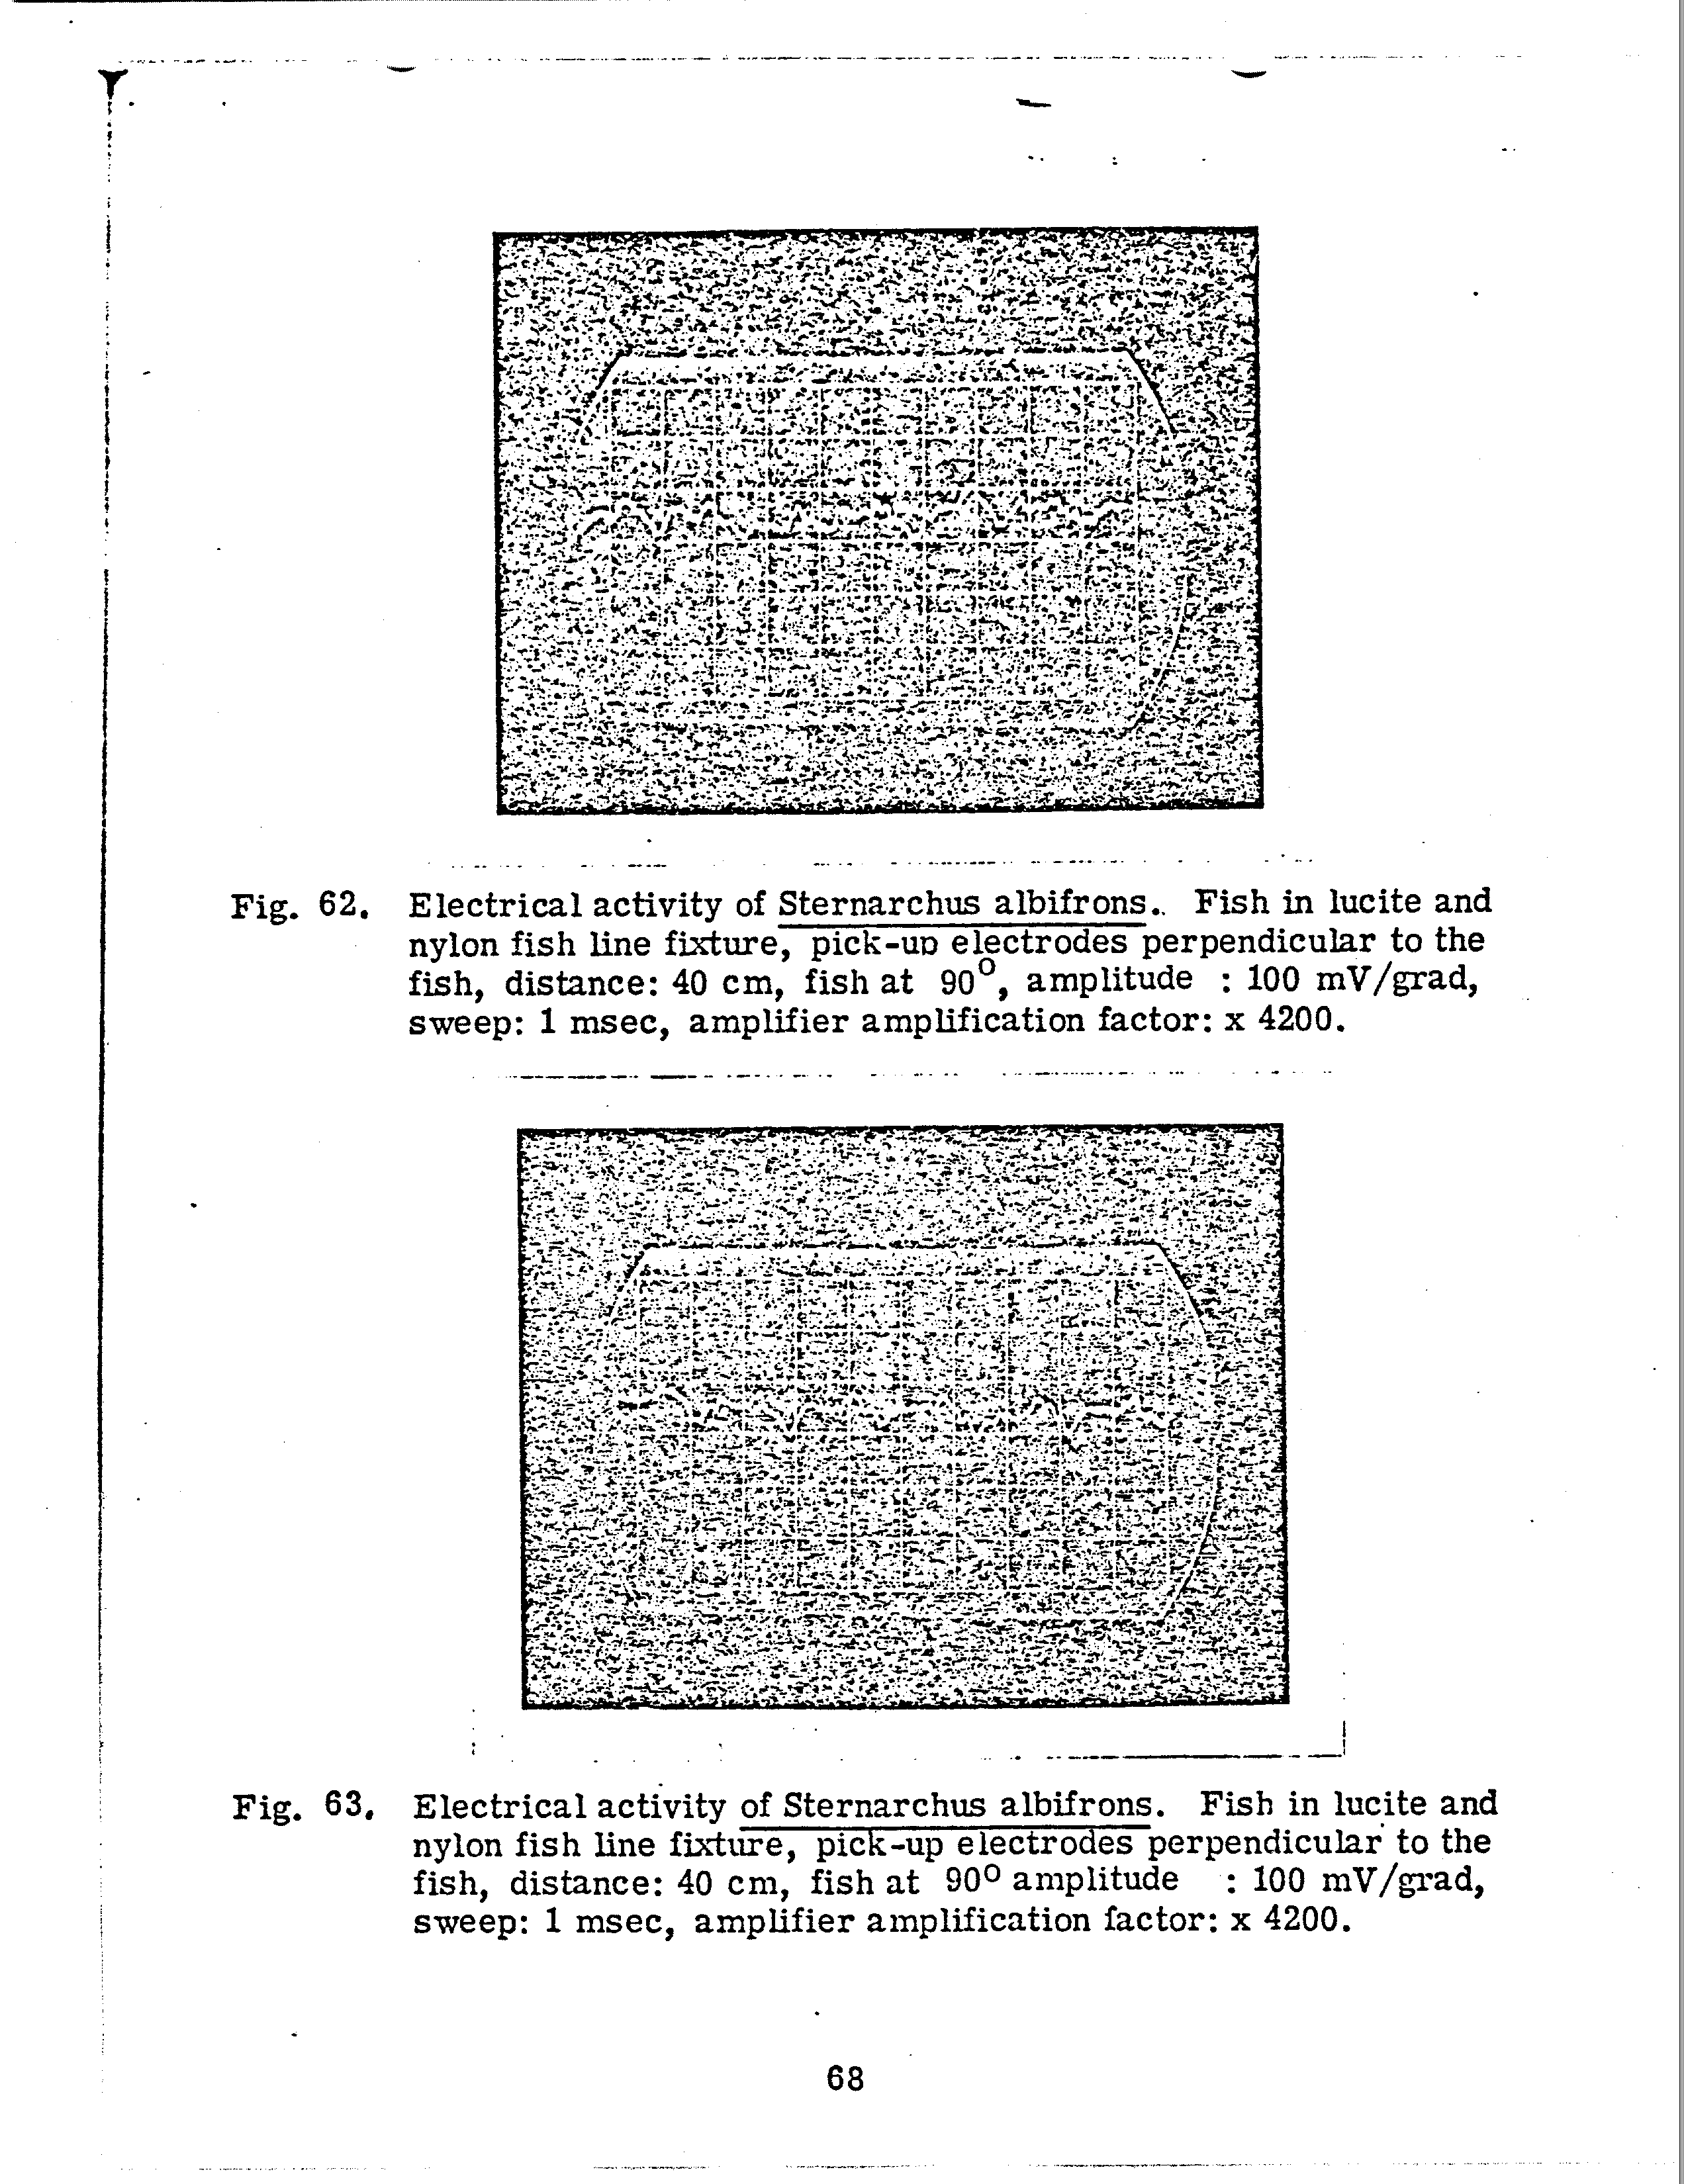 Fig. 62. Electrical activity of Sternarchus albifrons.. Fish in lucite and
nylon fish line fixture, pick-up electrodes perpendicular to the
fish, distance: 40 cm, fish at 90°, amplitude : 100 mV/grad,
sweep: 1 msec, amplifier amplification factor: x 4200.
Fig. 63. Electrical activity of Sternarchus albifrons. Fish in lucite and
nylon fish line fixture, pick-up electrodes perpendicular to the
fish, distance: 40 cm, fish at 90° amplitude : 100 mV/grad,
sweep: 1 msec, amplifier amplification factor: x 4200.
68